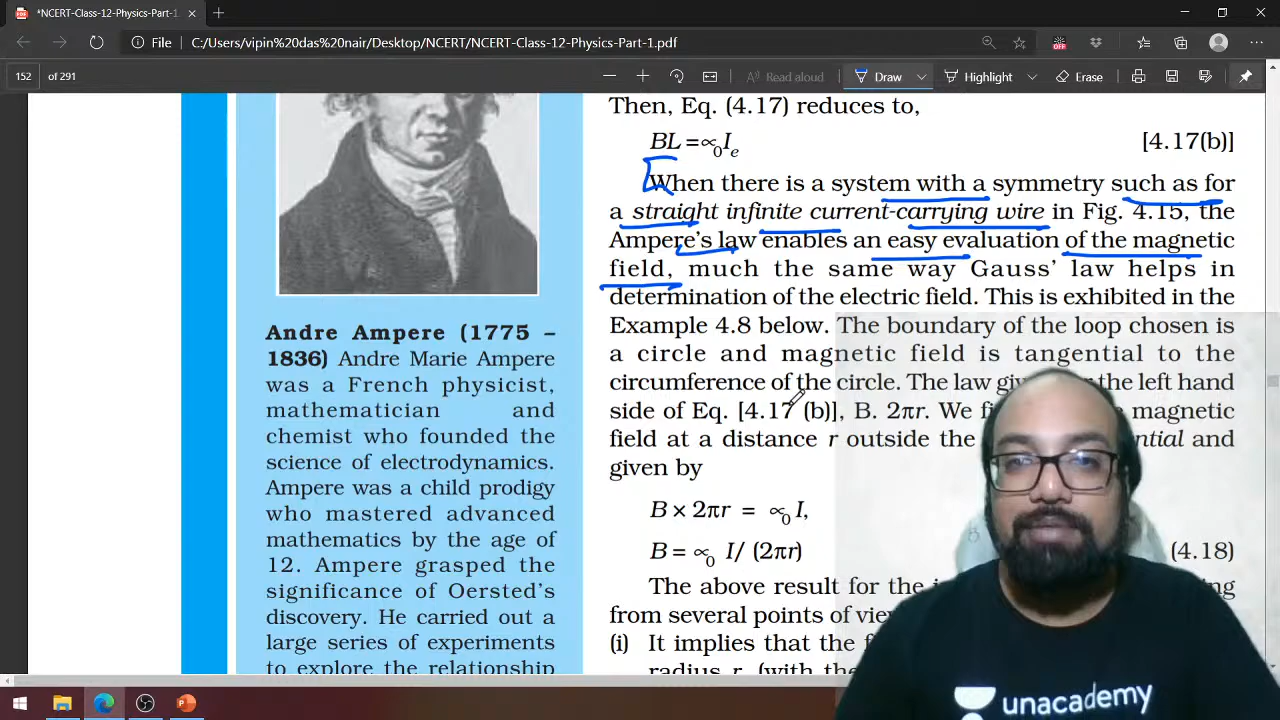 *NCERT-Class-12-Physics-Part-1.
File
C:/Users/vipin%20das%20nair/Desktop/NCERT/NCERT-Class-12-Physics-Part-1.pdf
152 of 291
Read aloud
Draw
Highlight
Erase
Andre Ampere (1775 –
1836) Andre Marie Ampere
was a French physicist,
mathematician and
chemist who founded the
science of electrodynamics.
Ampere was a child prodigy
who mastered advanced
mathematics by the age of
12. Ampere grasped the
significance of Oersted's
discovery. He carried out a
large series of experiments
to explore the relationship
Then, Eq. (4.17) reduces to,
BL =∝0Ie [4.17(b)]
When there is a system with a symmetry such as for
a straight infinite current-carrying wire in Fig. 4.15, the
Ampere's law enables an easy evaluation of the magnetic
field, much the same way Gauss' law helps in
determination of the electric field. This is exhibited in the
Example 4.8 below. The boundary of the loop chosen is
a circle and magnetic field is tangential to the
circumference of the circle. The law the left hand
side of Eq. [4.17 (b)], B. 2πr. We magnetic
field at a distance r outside the and
given by
B × 2πr = ∝0 I,
B = ∝0 I/ (2πr) (4.18)
The above result for the
from several points of
(i) It implies that the
radius r, (with the
unacademy